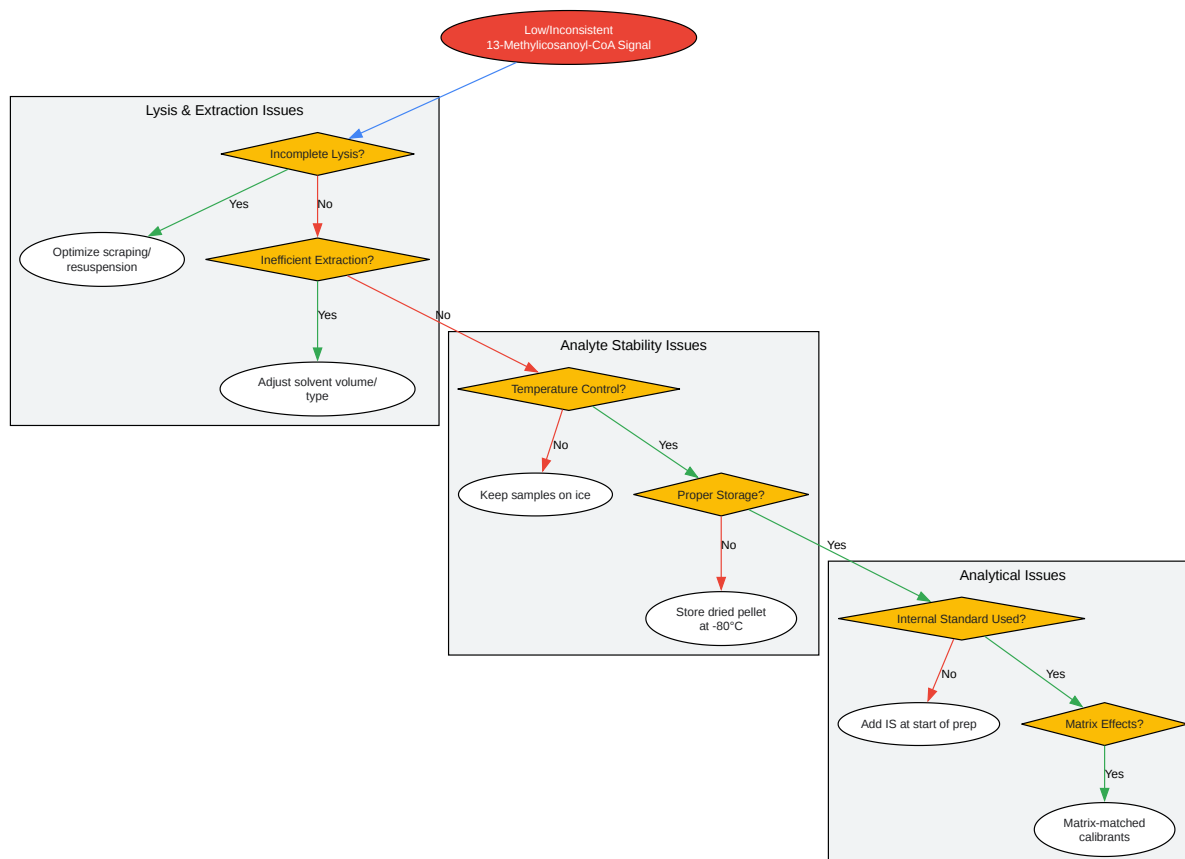 Low/Inconsistent
13-Methylicosanoyl-CoA Signal
Lysis & Extraction Issues
Incomplete Lysis?
Yes
No
Optimize scraping/
resuspension
Inefficient Extraction?
Yes
No
Adjust solvent volume/
type
Analyte Stability Issues
Temperature Control?
No
Yes
Keep samples on ice
Proper Storage?
No
Yes
Store dried pellet
at -80°C
Analytical Issues
Internal Standard Used?
No
Yes
Add IS at start of prep
Matrix Effects?
Yes
Matrix-matched
calibrants